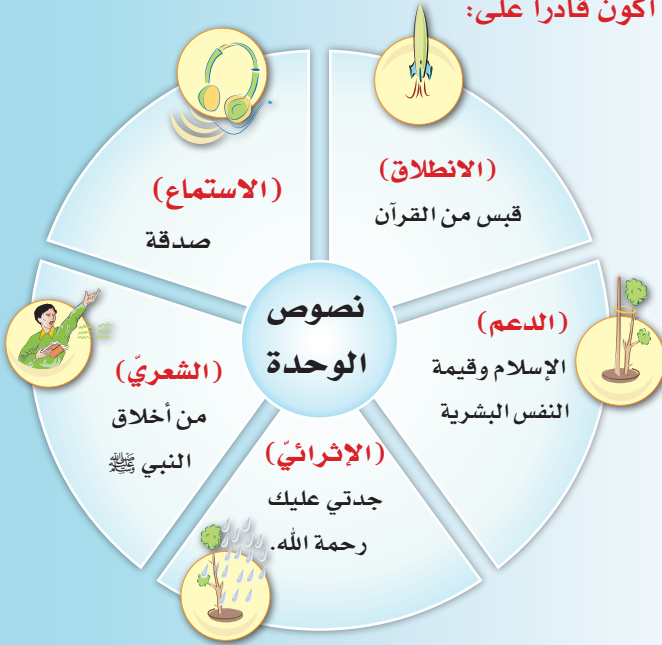 أكون قادرا على:
نصوص
الوحدة
(الانطلاق)
قبس من القرآن
(الدعم)
الإسلام وقيمة
النفس البشرية
(الإثرائيّ)
جدتي عليك
رحمة الله.
(الشعريّ)
من أخلاق
النبي ﷺ
(الاستماع)
صدقة